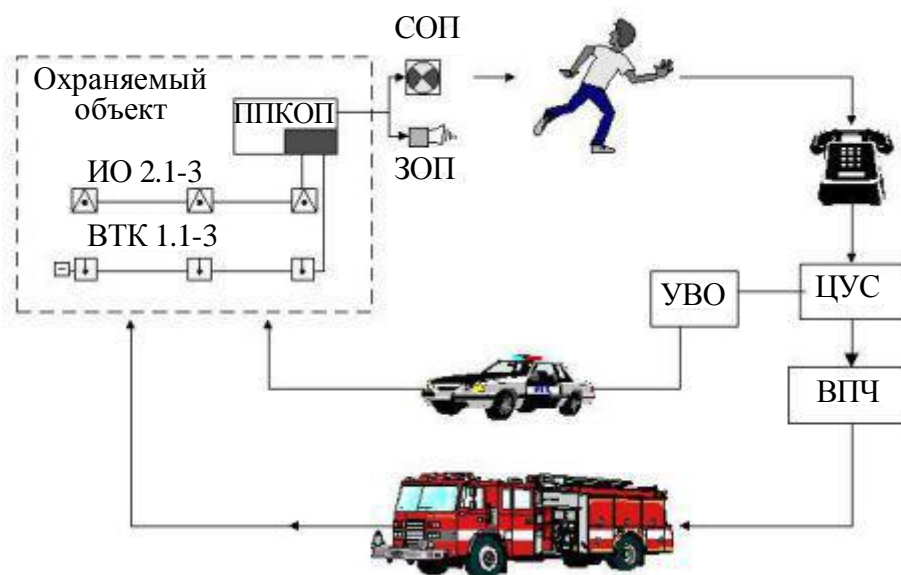 СОП
Охраняемый
объект
ППКОП
ЗОП
ИО 2.1-3
ВТК 1.1-3
УВО
ЦУС
ВПЧ